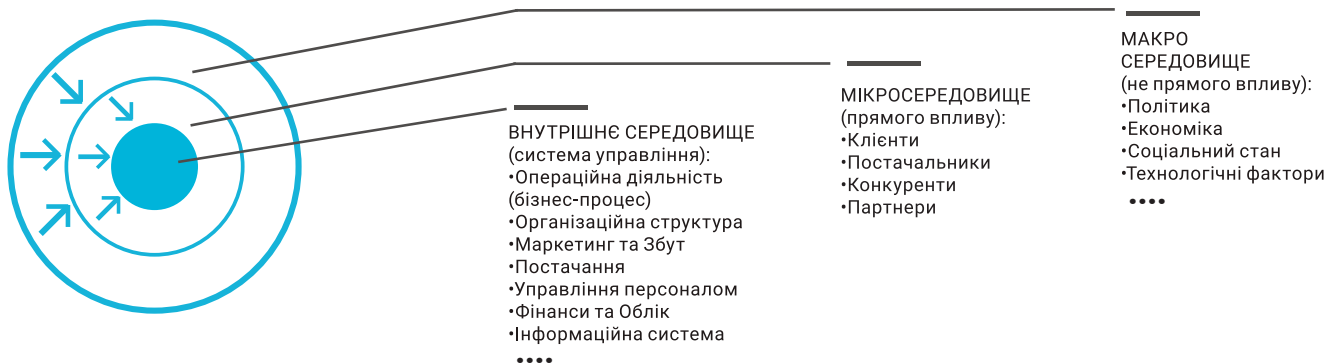 ВНУТРІШНЄ СЕРЕДОВИЩЕ
(система управління):
•Операційна діяльність
(бізнес-процес)
•Організаційна структура
•Маркетинг та Збут
•Постачання
•Управління персоналом
•Фінанси та Облік
•Інформаційна система
••••
МІКРОСЕРЕДОВИЩЕ
(прямого впливу):
•Клієнти
•Постачальники
•Конкуренти
•Партнери
МАКРО
СЕРЕДОВИЩЕ
(не прямого впливу):
•Політика
•Економіка
•Соціальний стан
•Технологічні фактори
••••